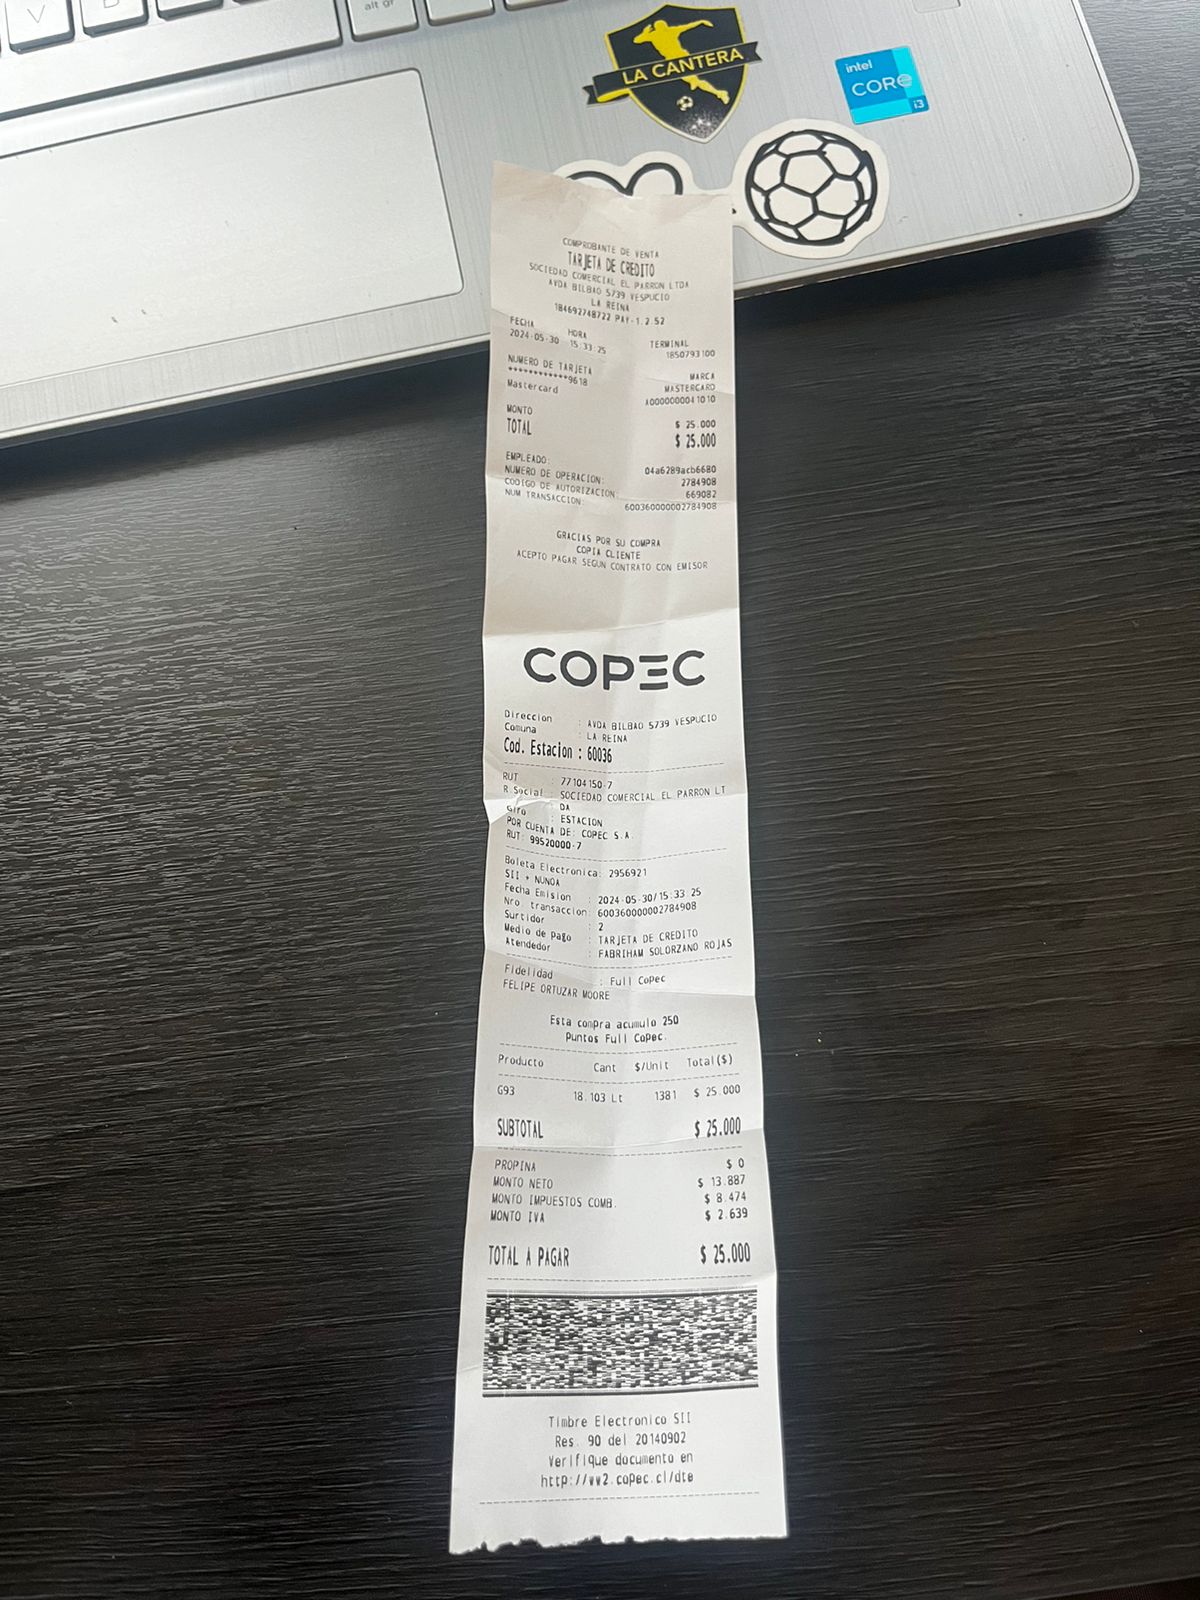 V
B
alt gr
LA CANTERA
intel
CORe
i3
COMPROBANTE DE VENTA
TARJETA DE CREDITO
SOCIEDAD COMERCIAL EL PARRON LTDA
AVDA BILBAO 5739 VESPUCIO
LA REINA
184692748722 PAY-1.2.52
FECHA HORA TERMINAL
2024-05-30 15:33:25 1850793100
NUMERO DE TARJETA MARCA
************9618 MASTERCARD
Mastercard A0000000041010
MONTO $ 25.000
TOTAL $ 25.000
EMPLEADO: 04a6289acb6680
NUMERO DE OPERACION: 2784908
CODIGO DE AUTORIZACION: 669082
NUM TRANSACCION: 600360000002784908
GRACIAS POR SU COMPRA
COPIA CLIENTE
ACEPTO PAGAR SEGUN CONTRATO CON EMISOR
COPEC
Direccion : AVDA BILBAO 5739 VESPUCIO
Comuna : LA REINA
Cod. Estacion : 60036
RUT : 77104150-7
R.Social : SOCIEDAD COMERCIAL EL PARRON LT
DA
Giro : ESTACION
POR CUENTA DE: COPEC S.A.
RUT: 99520000-7
Boleta Electronica: 2956921
SII - NUNOA
Fecha Emision : 2024-05-30/15:33:25
Nro. transaccion: 600360000002784908
Surtidor : 2
Medio de pago : TARJETA DE CREDITO
Atendedor : FABRIHAM SOLORZANO ROJAS
Fidelidad : Full Copec
FELIPE ORTUZAR MOORE
Esta compra acumulo 250
Puntos Full Copec.
Producto Cant $/Unit Total($)
G93 18.103 Lt 1381 $ 25.000
SUBTOTAL $ 25.000
PROPINA $ 0
MONTO NETO $ 13.887
MONTO IMPUESTOS COMB. $ 8.474
MONTO IVA $ 2.639
TOTAL A PAGAR $ 25.000
Timbre Electronico SII
Res. 90 del 20140902
Verifique documento en
http://ww2.copec.cl/dte